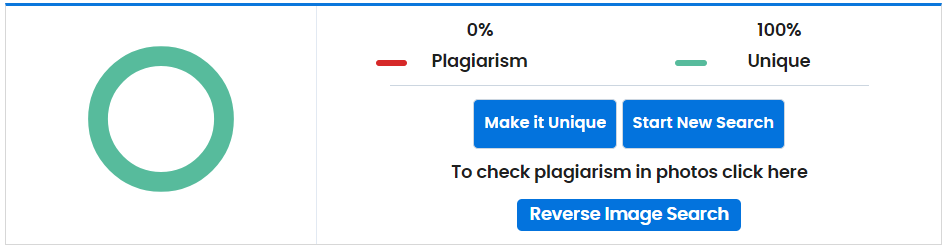 0% 100%
Plagiarism Unique
Make it Unique Start New Search
To check plagiarism in photos click here
Reverse Image Search